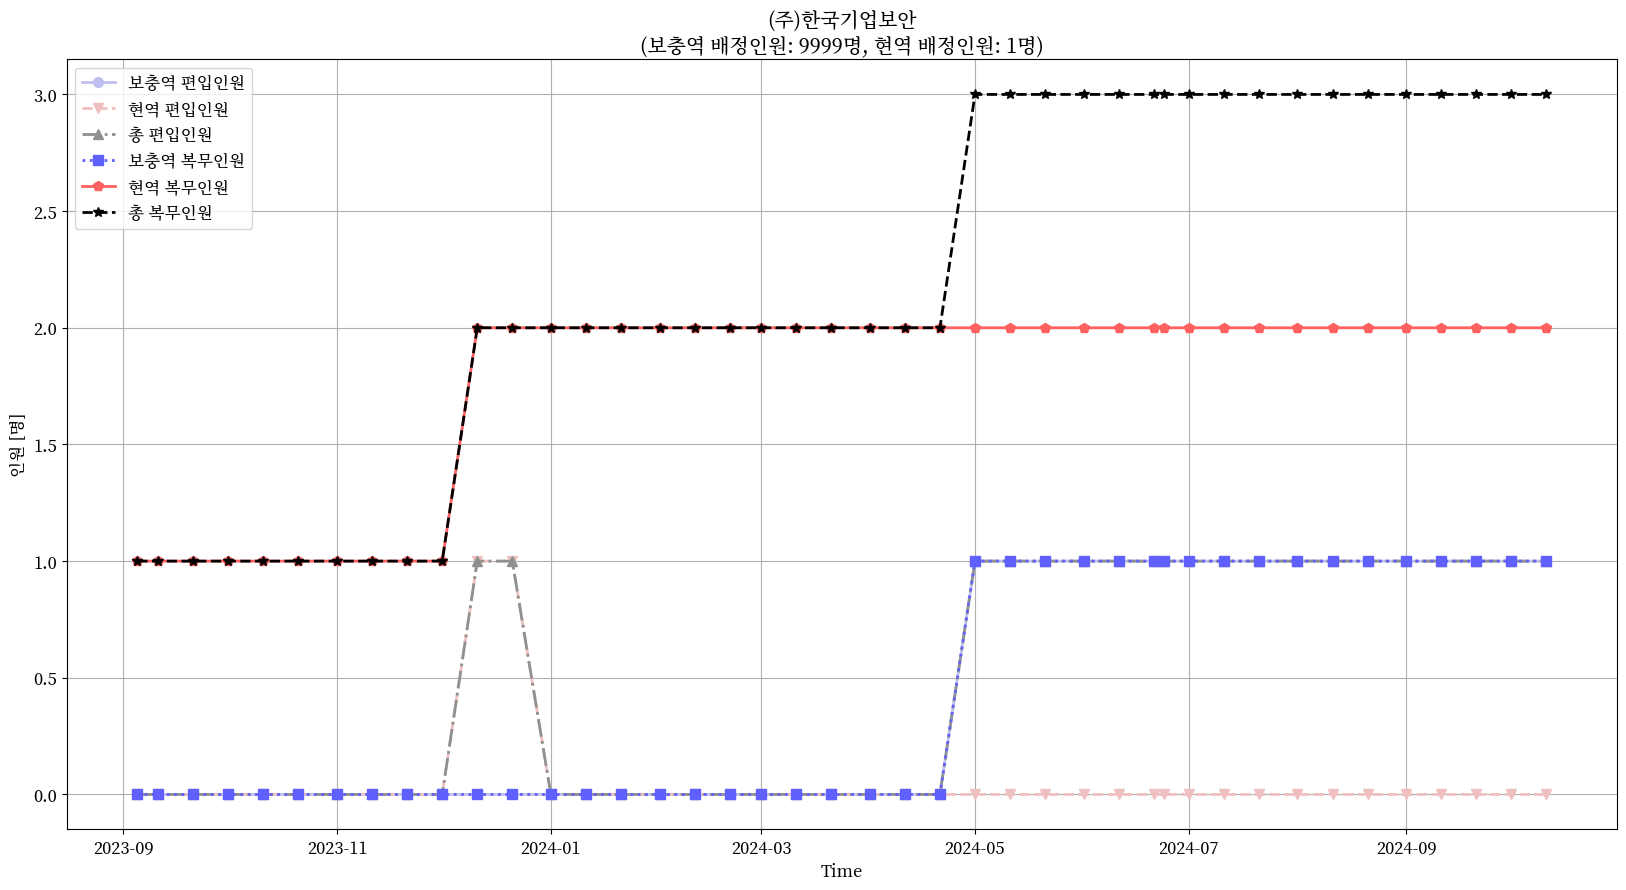 (주)한국기업보안
(보충역 배정인원: 9999명, 현역 배정인원: 1명)
보충역 편입인원
현역 편입인원
총 편입인원
보충역 복무인원
현역 복무인원
총 복무인원
3.0
2.5
2.0
1.5
1.0
0.5
0.0
인원 [명]
2023-09
2023-11
2024-01
2024-03
2024-05
2024-07
2024-09
Time